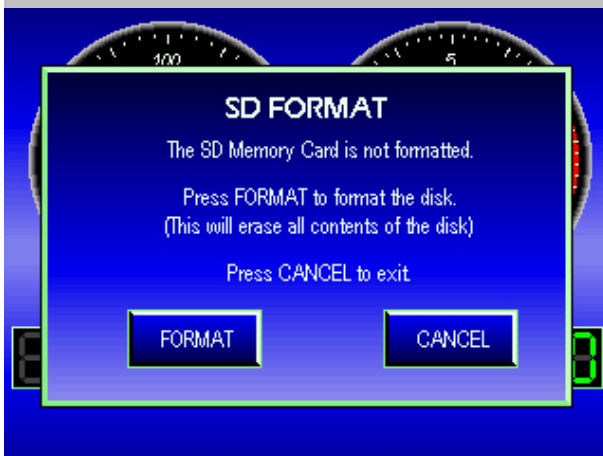 100
5
SD FORMAT
The SD Memory Card is not formatted.
Press FORMAT to format the disk.
(This will erase all contents of the disk)
Press CANCEL to exit.
FORMAT
CANCEL